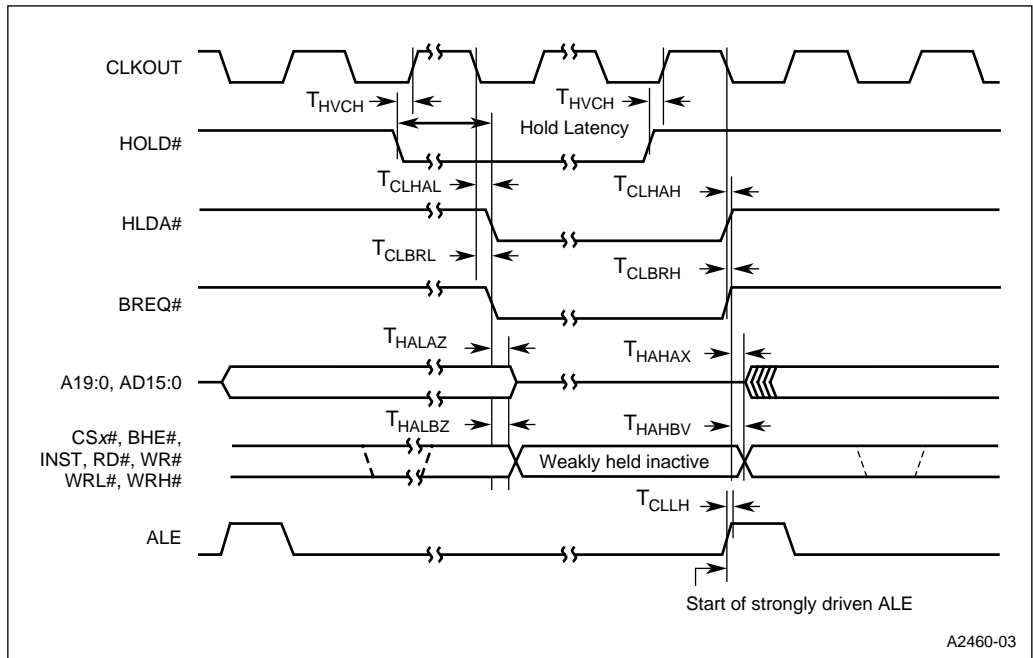 CLKOUT
THVCH
THVCH
Hold Latency
HOLD#
TCLHAL
TCLHAH
HLDA#
TCLBRL
TCLBRH
BREQ#
THALAZ
THAHAX
A19:0, AD15:0
THALBZ
THAHBV
CSx#, BHE#,
INST, RD#, WR#
WRL#, WRH#
Weakly held inactive
TCLLH
ALE
Start of strongly driven ALE
A2460-03